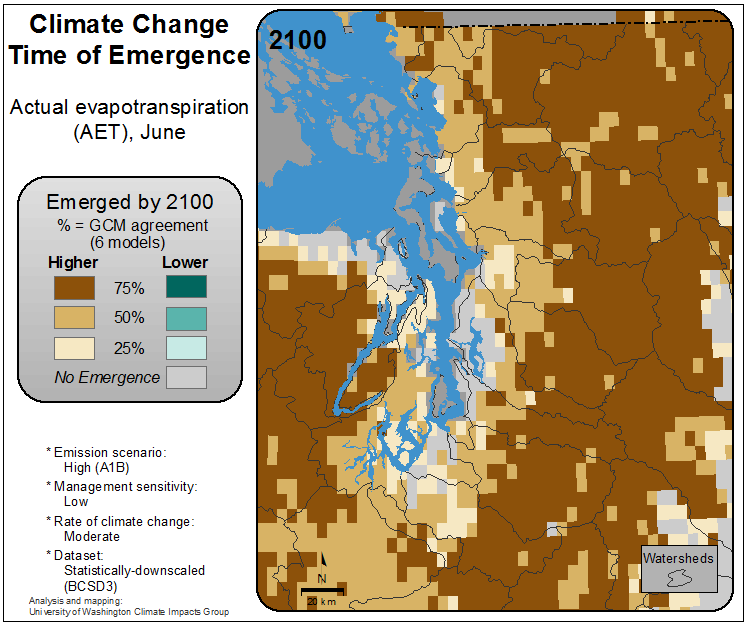 Climate Change
Time of Emergence
Actual evapotranspiration
(AET), June
Emerged by 2100
% = GCM agreement
(6 models)
Higher Lower
75%
50%
25%
No Emergence
* Emission scenario:
High (A1B)
* Management sensitivity:
Low
* Rate of climate change:
Moderate
* Dataset:
Statistically-downscaled
(BCSD3)
Analysis and mapping:
University of Washington Climate Impacts Group
2100
N
20 km
Watersheds